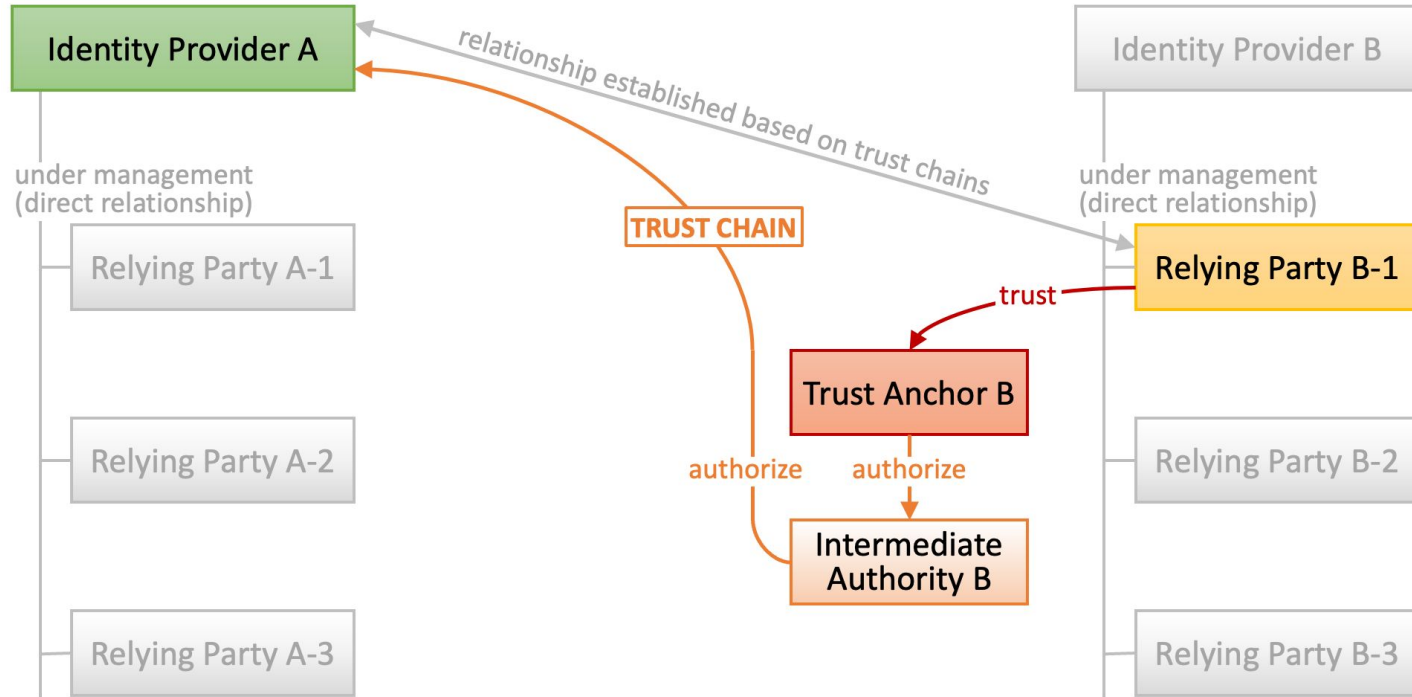 Identity Provider A
relationship established based on trust chains
Identity Provider B
under management
(direct relationship)
under management
(direct relationship)
TRUST CHAIN
Relying Party A-1
Relying Party B-1
trust
Trust Anchor B
Relying Party A-2
authorize
authorize
Relying Party B-2
Intermediate
Authority B
Relying Party A-3
Relying Party B-3